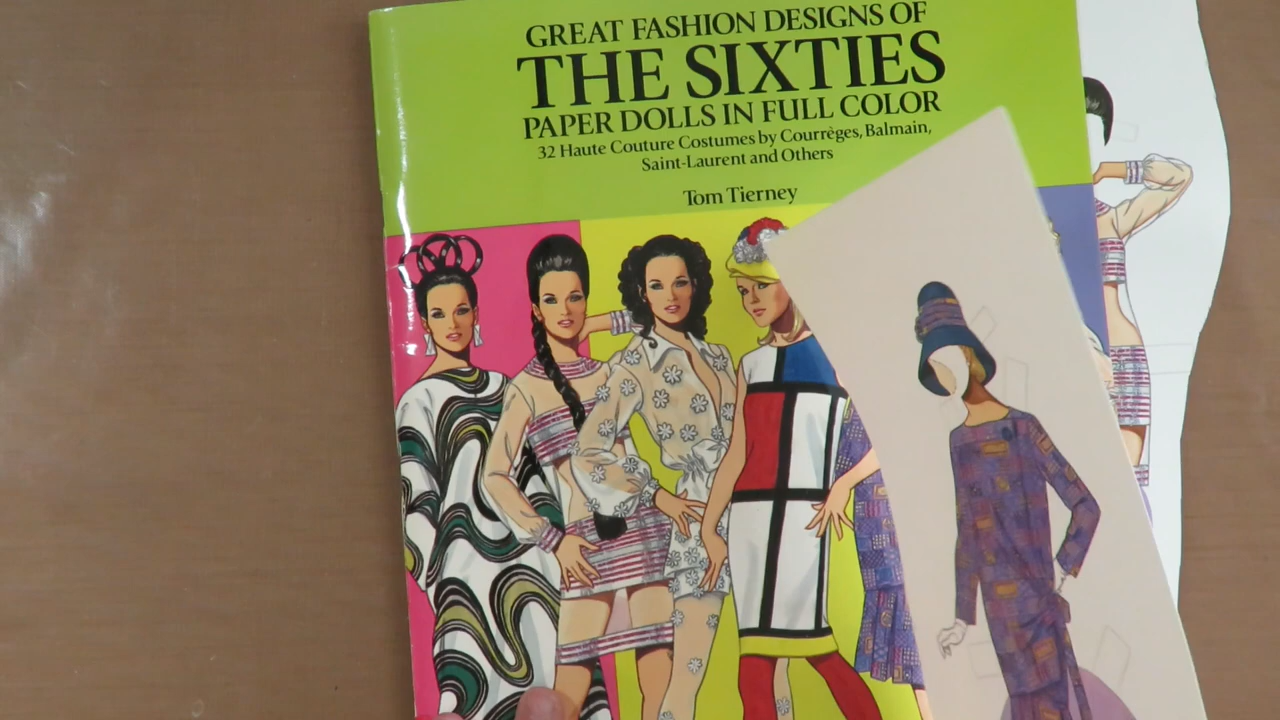 GREAT FASHION DESIGNS OF
THE SIXTIES
PAPER DOLLS IN FULL COLOR
32 Haute Couture Costumes by Courrèges, Balmain,
Saint-Laurent and Others
Tom Tierney